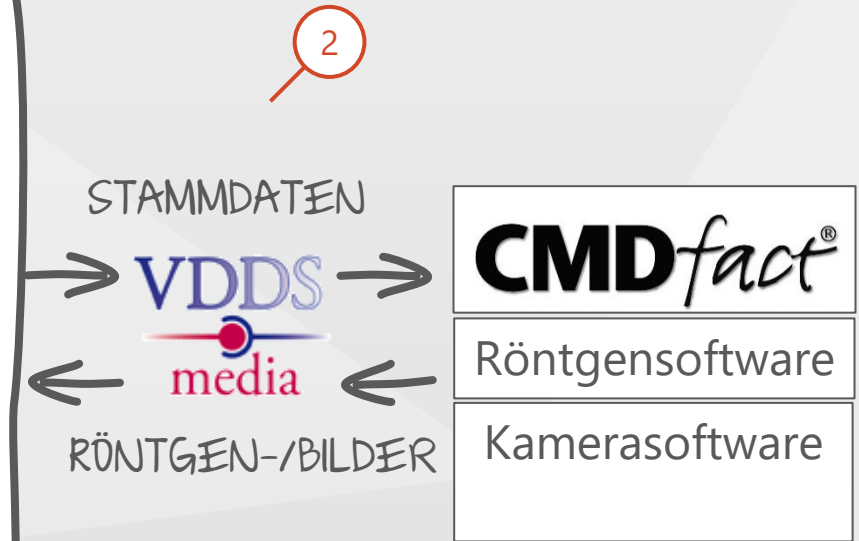 2
STAMMDATEN
VDDS
media
RÖNTGEN-/BILDER
CMDfact®
Röntgensoftware
Kamerasoftware